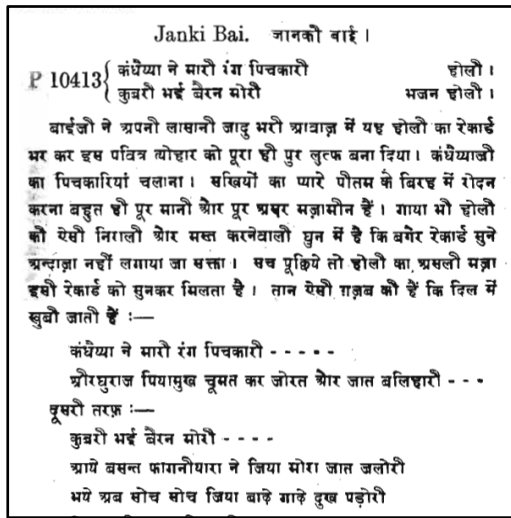 Janki Bai. जानकी बाई ।
P 10413 { कंधैय्या ने मारी रंग पिचकारी होली ।
कुबरी भई बैरन मोरी भजन होली ।
बाईजी ने अपनी लासानी जादु भरी आवाज़ में यह होली का रेकार्ड
भर कर इस पवित्र त्योहार को पूरा ही पुर लुत्फ बना दिया । कंधैय्याजी
का पिचकारियां चलाना । सखियों का प्यारे पीतम के बिरह में रोदन
करना बहुत ही पूर मानी और पूर असर मज़ामीन हैं । गाया भी होली
की ऐसी निराली और मस्त करनेवाली धुन में है कि बगेर रेकार्ड सुने
अन्दाज़ा नहीं लगाया जा सक्ता । सच पूछिये तो होली का असली मज़ा
इसी रेकार्ड को सुनकर मिलता है । तान ऐसी ग़ज़ब की हैं कि दिल में
खुबी जाती हैं :—
कंधैय्या ने मारी रंग पिचकारी - - - - -
श्रीरघुराज पियामुख चूमत कर जोरत और जात बलिहारी - - -
दूसरी तरफ़ :—
कुबरी भई बैरन मोरी - - - -
आये बसन्त फागनीयारा ने जिया मोरा जात जलोरी
भये अब सोच सोच जिया बाढ़े गाढ़े दुख पड़ोरी